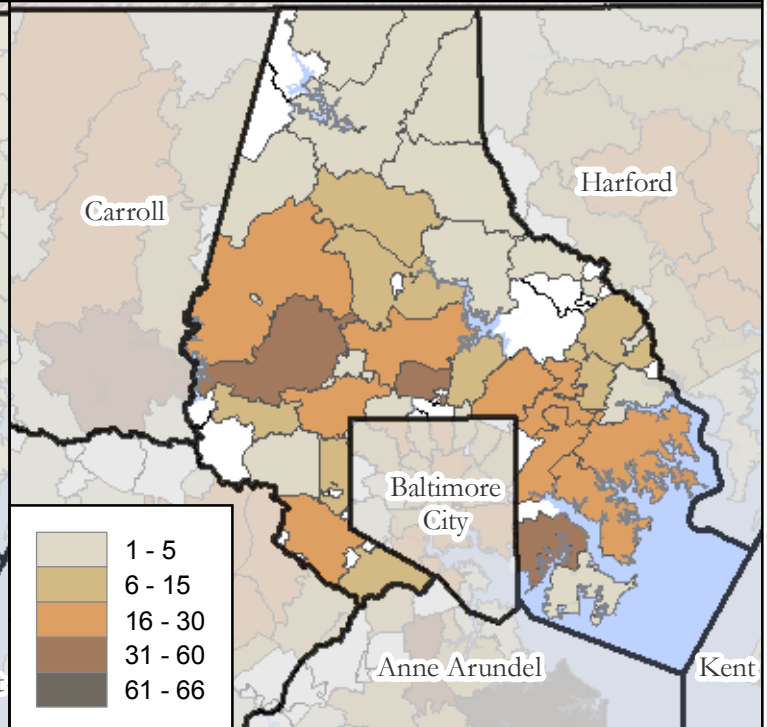 Carroll
Harford
Baltimore
City
1 - 5
6 - 15
16 - 30
31 - 60
61 - 66
Anne Arundel
Kent